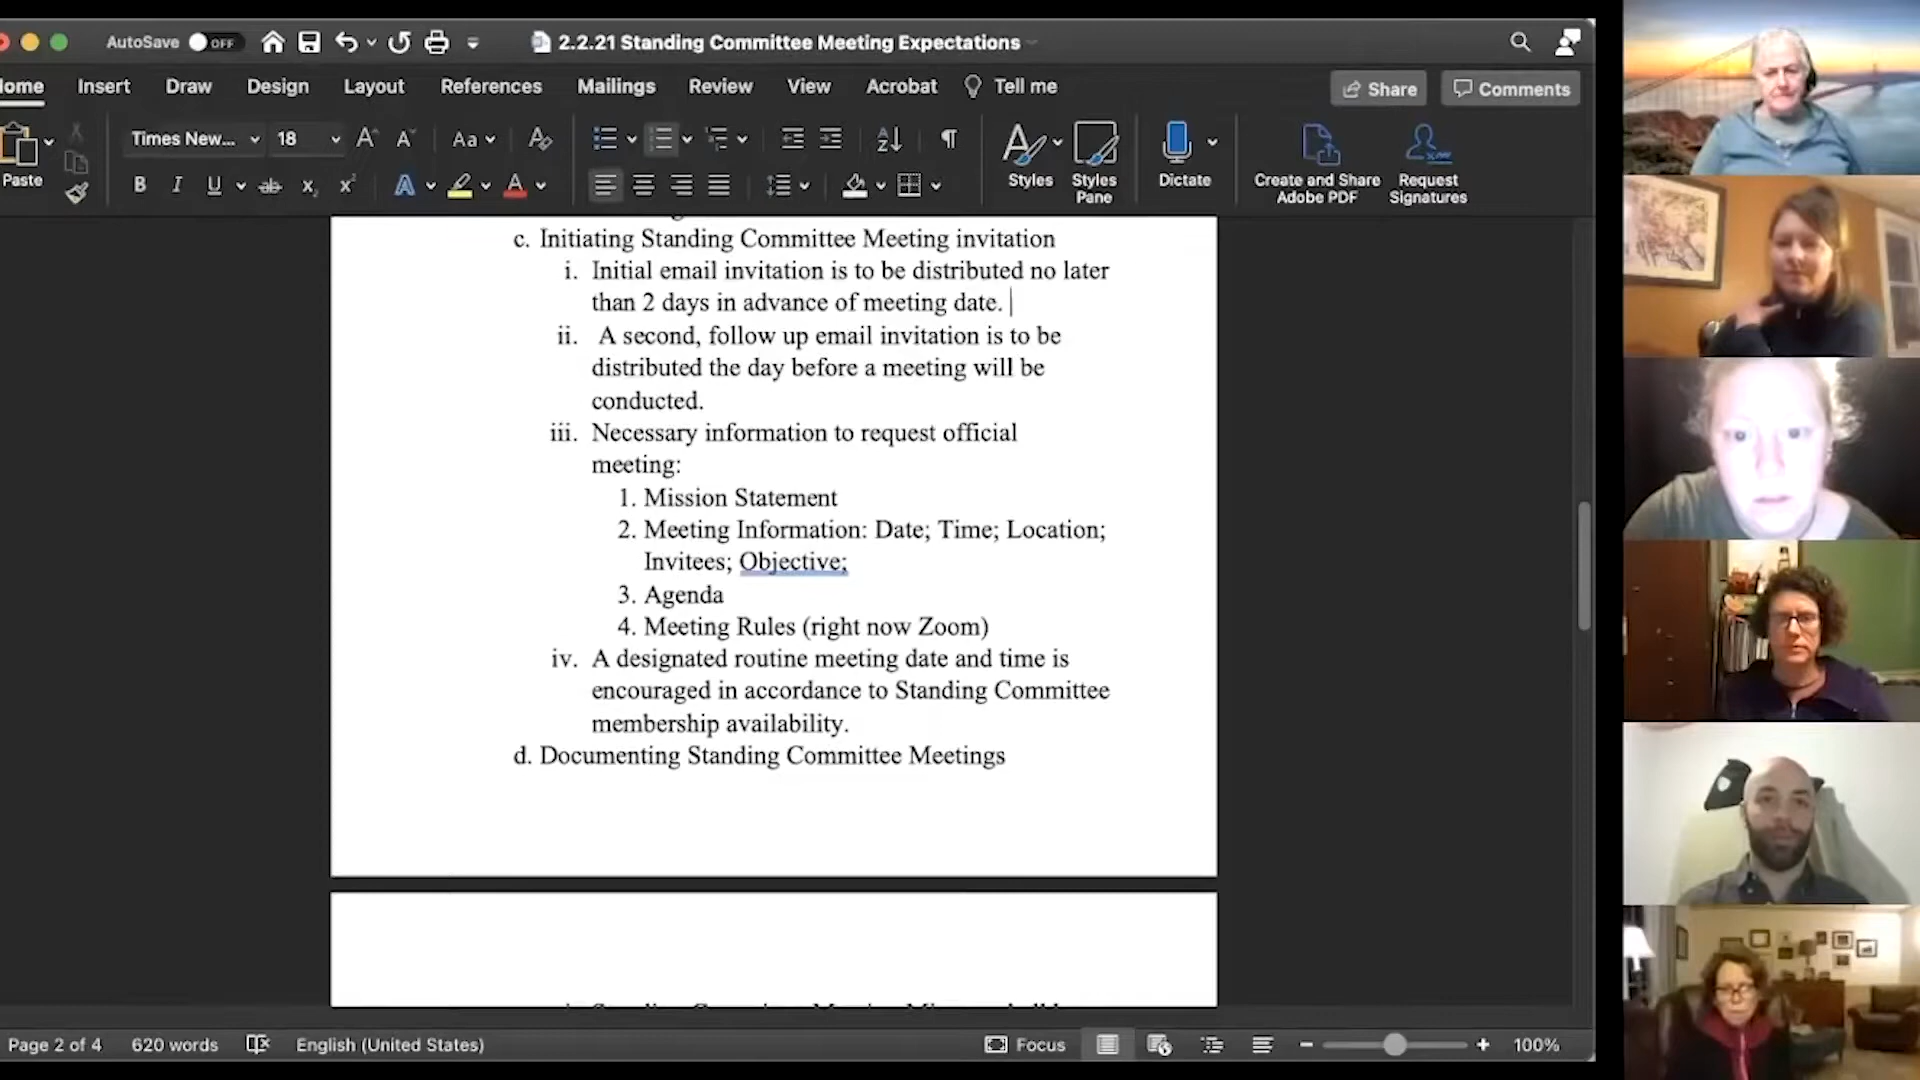 AutoSave OFF 2.2.21 Standing Committee Meeting Expectations
Home Insert Draw Design Layout References Mailings Review View Acrobat Tell me Share Comments
Times New... 18 Aa
Paste Styles Styles Pane Dictate Create and Share Adobe PDF Request Signatures
c. Initiating Standing Committee Meeting invitation
i. Initial email invitation is to be distributed no later
than 2 days in advance of meeting date.
ii. A second, follow up email invitation is to be
distributed the day before a meeting will be
conducted.
iii. Necessary information to request official
meeting:
1. Mission Statement
2. Meeting Information: Date; Time; Location;
Invitees; Objective;
3. Agenda
4. Meeting Rules (right now Zoom)
iv. A designated routine meeting date and time is
encouraged in accordance to Standing Committee
membership availability.
d. Documenting Standing Committee Meetings
Page 2 of 4 620 words English (United States) Focus 100%